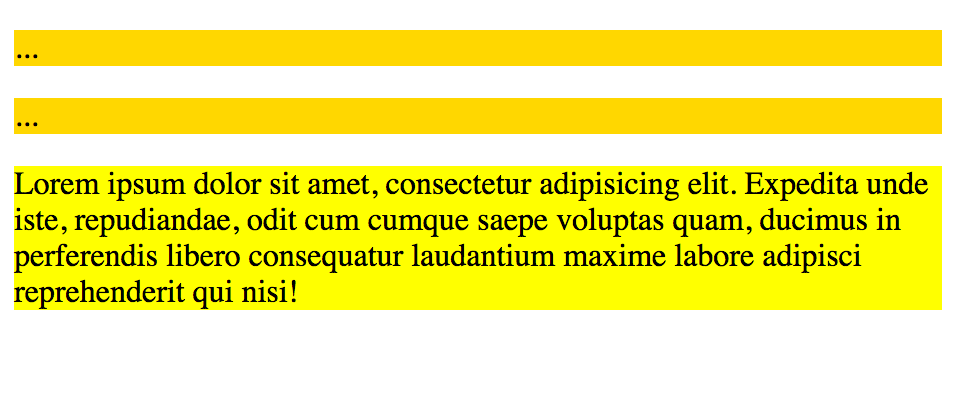 ...
...
Lorem ipsum dolor sit amet, consectetur adipisicing elit. Expedita unde
iste, repudiandae, odit cum cumque saepe voluptas quam, ducimus in
perferendis libero consequatur laudantium maxime labore adipisci
reprehenderit qui nisi!